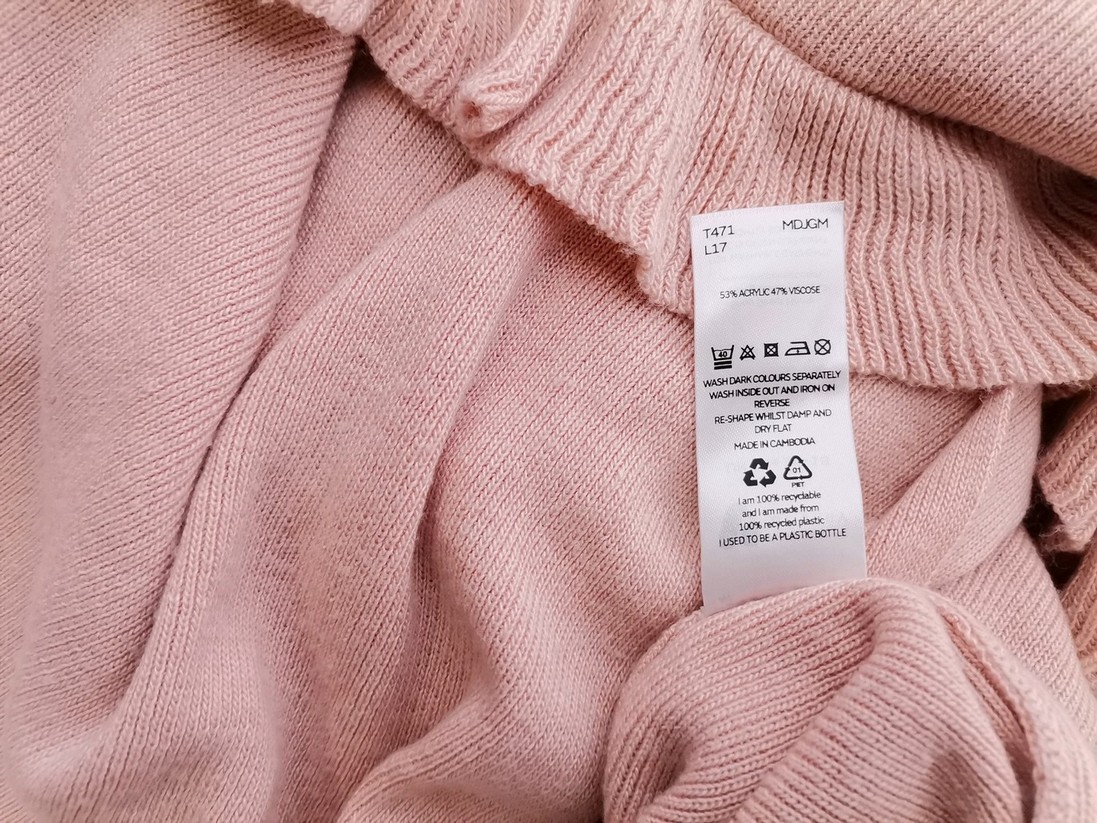 T471 MDJGM
L17
53% ACRYLIC 47% VISCOSE
40
WASH DARK COLOURS SEPARATELY
WASH INSIDE OUT AND IRON ON
REVERSE
RE-SHAPE WHILST DAMP AND
DRY FLAT
MADE IN CAMBODIA
01
PET
I am 100% recyclable
and I am made from
100% recycled plastic
I USED TO BE A PLASTIC BOTTLE